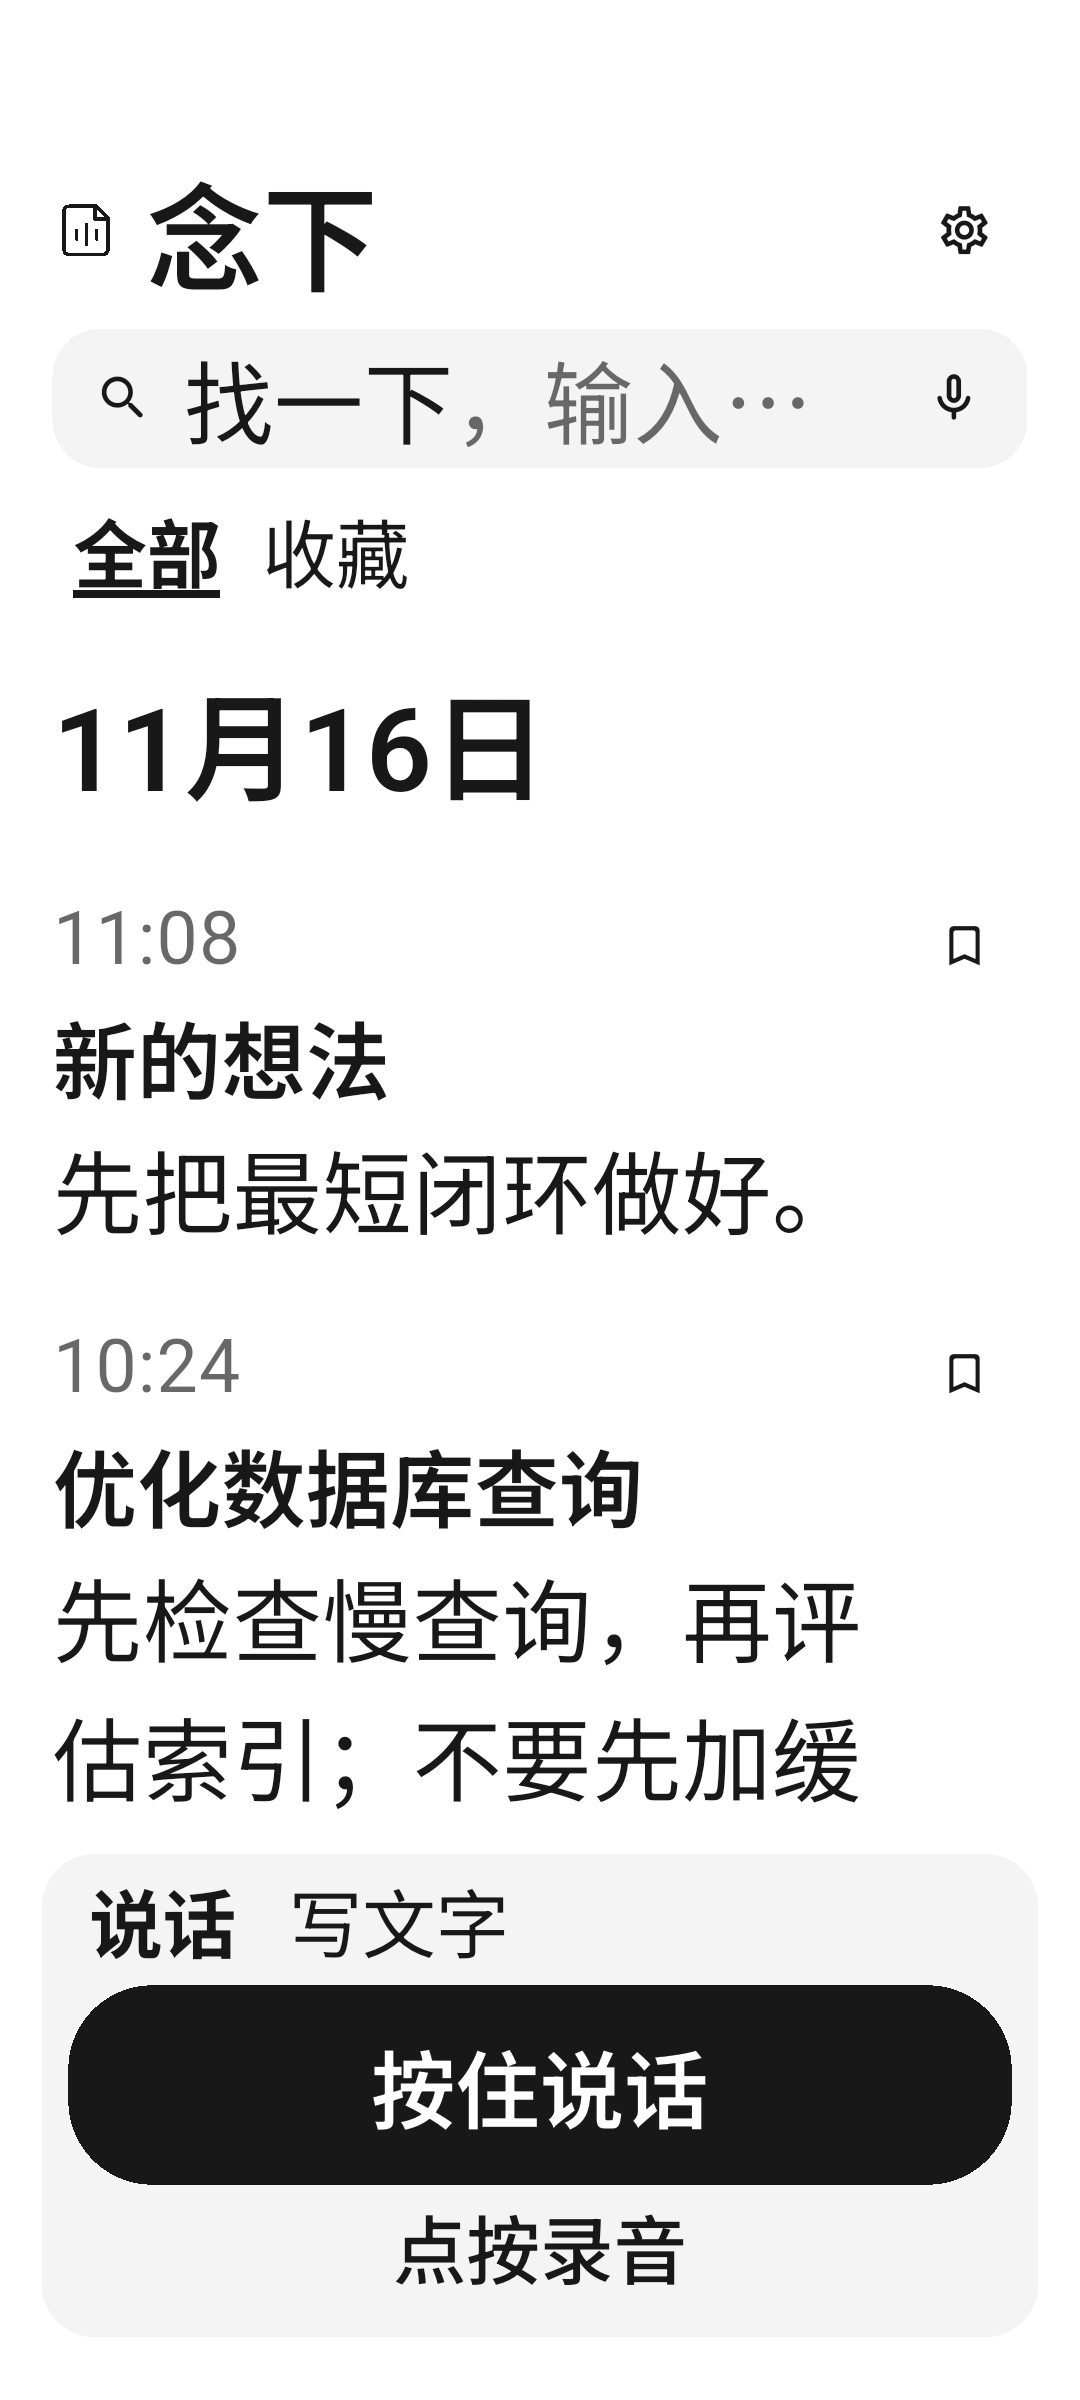 念下
找一下，输入…
全部 收藏
11月16日
11:08
新的想法
先把最短闭环做好。
10:24
优化数据库查询
先检查慢查询，再评
估索引；不要先加缓
说话 写文字
按住说话
点按录音